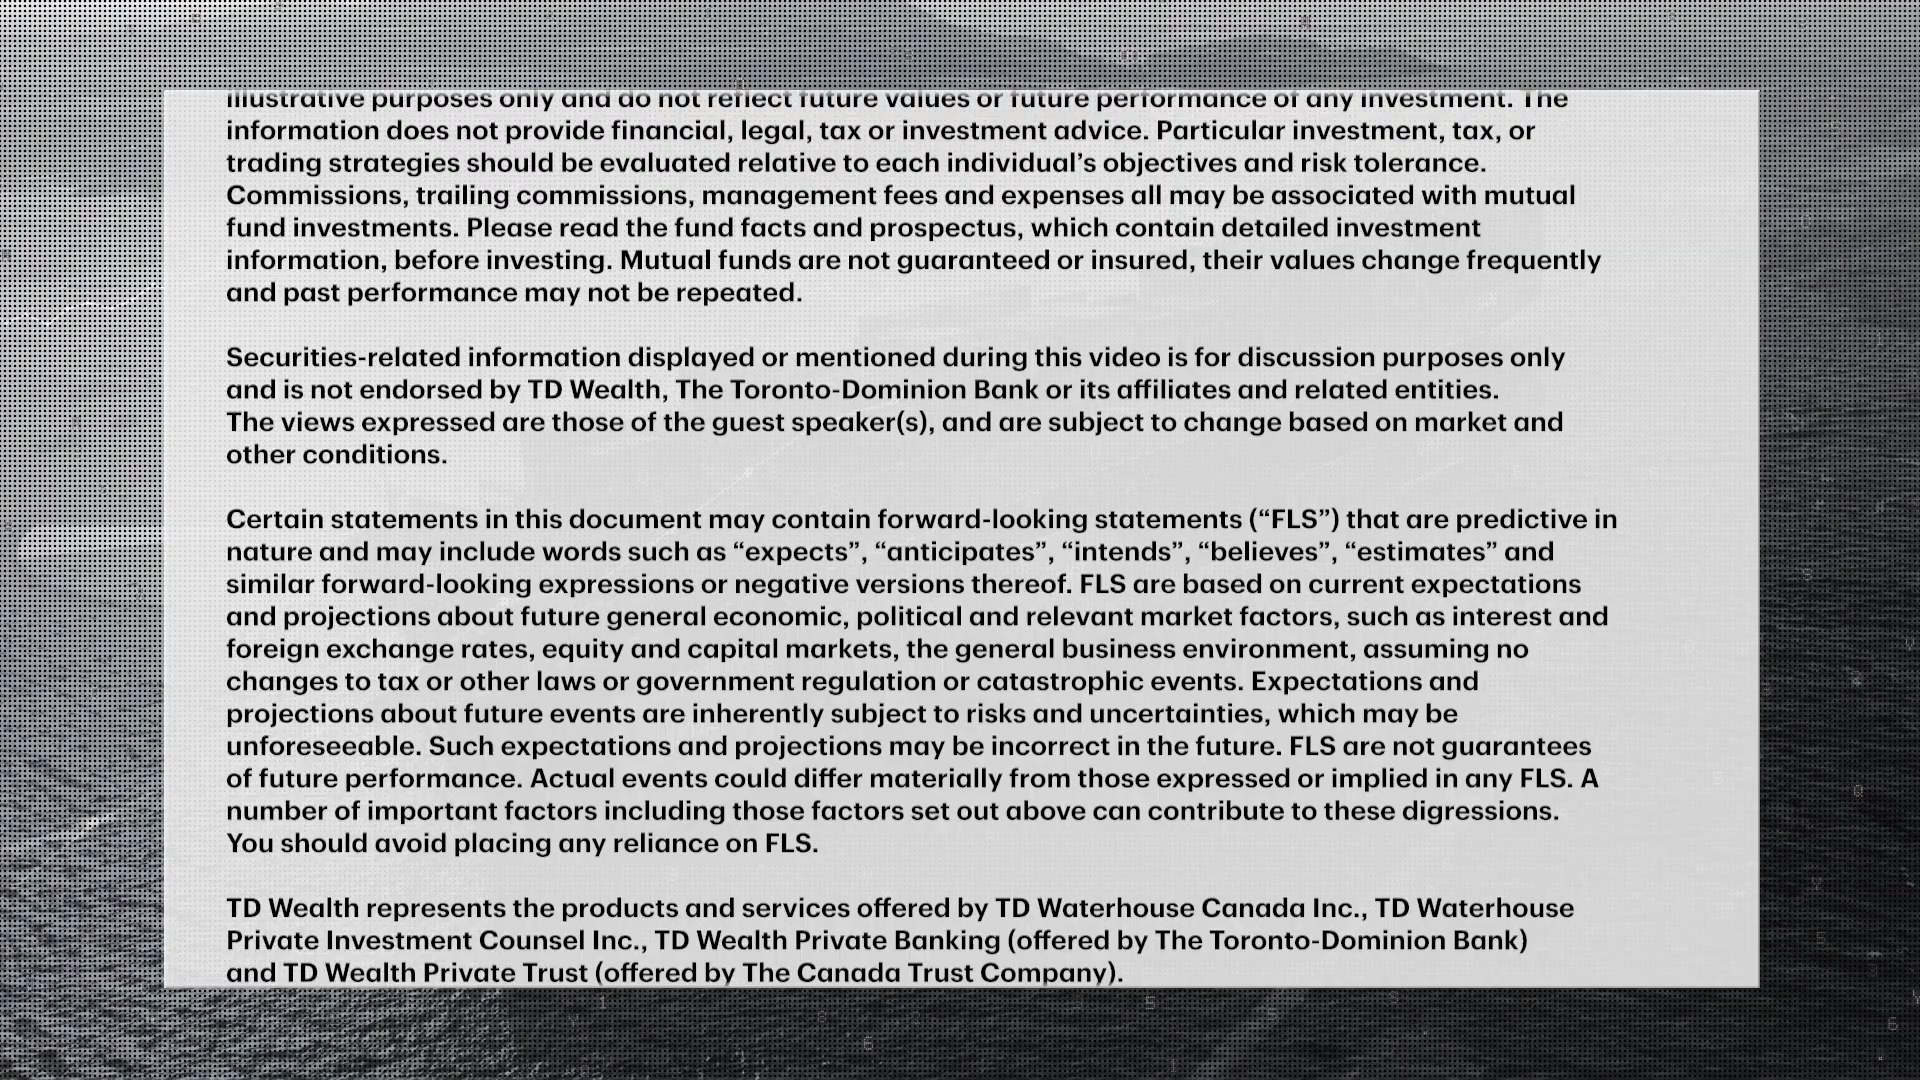 illustrative purposes only and do not reflect future values or future performance of any investment. The
information does not provide financial, legal, tax or investment advice. Particular investment, tax, or
trading strategies should be evaluated relative to each individual’s objectives and risk tolerance.
Commissions, trailing commissions, management fees and expenses all may be associated with mutual
fund investments. Please read the fund facts and prospectus, which contain detailed investment
information, before investing. Mutual funds are not guaranteed or insured, their values change frequently
and past performance may not be repeated.
Securities-related information displayed or mentioned during this video is for discussion purposes only
and is not endorsed by TD Wealth, The Toronto-Dominion Bank or its affiliates and related entities.
The views expressed are those of the guest speaker(s), and are subject to change based on market and
other conditions.
Certain statements in this document may contain forward-looking statements (“FLS”) that are predictive in
nature and may include words such as “expects”, “anticipates”, “intends”, “believes”, “estimates” and
similar forward-looking expressions or negative versions thereof. FLS are based on current expectations
and projections about future general economic, political and relevant market factors, such as interest and
foreign exchange rates, equity and capital markets, the general business environment, assuming no
changes to tax or other laws or government regulation or catastrophic events. Expectations and
projections about future events are inherently subject to risks and uncertainties, which may be
unforeseeable. Such expectations and projections may be incorrect in the future. FLS are not guarantees
of future performance. Actual events could differ materially from those expressed or implied in any FLS. A
number of important factors including those factors set out above can contribute to these digressions.
You should avoid placing any reliance on FLS.
TD Wealth represents the products and services offered by TD Waterhouse Canada Inc., TD Waterhouse
Private Investment Counsel Inc., TD Wealth Private Banking (offered by The Toronto-Dominion Bank)
and TD Wealth Private Trust (offered by The Canada Trust Company).